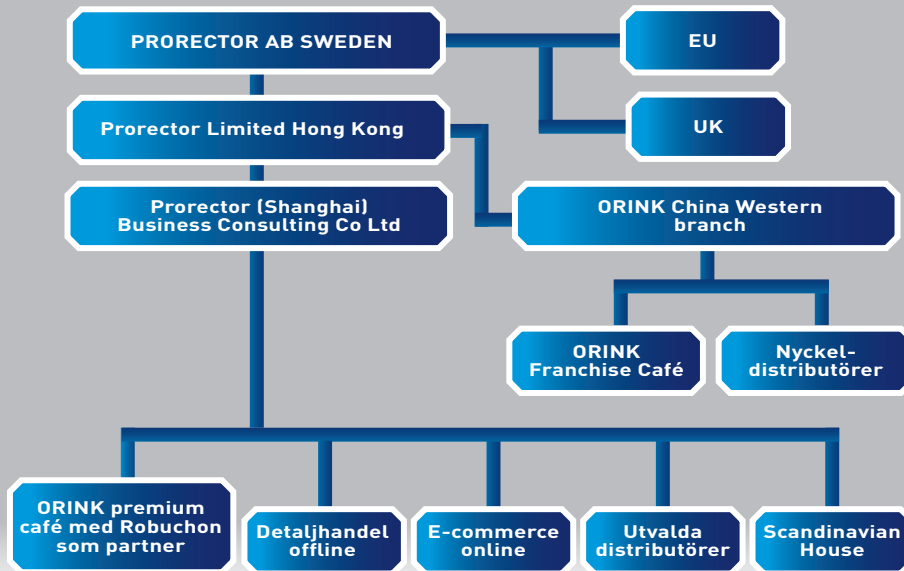 PRORECTOR AB SWEDEN
EU
Prorector Limited Hong Kong
UK
Prorector (Shanghai)
Business Consulting Co Ltd
ORINK China Western
branch
ORINK
Franchise Café
Nyckel-
distributörer
ORINK premium
café med Robuchon
som partner
Detaljhandel
offline
E-commerce
online
Utvalda
distributörer
Scandinavian
House